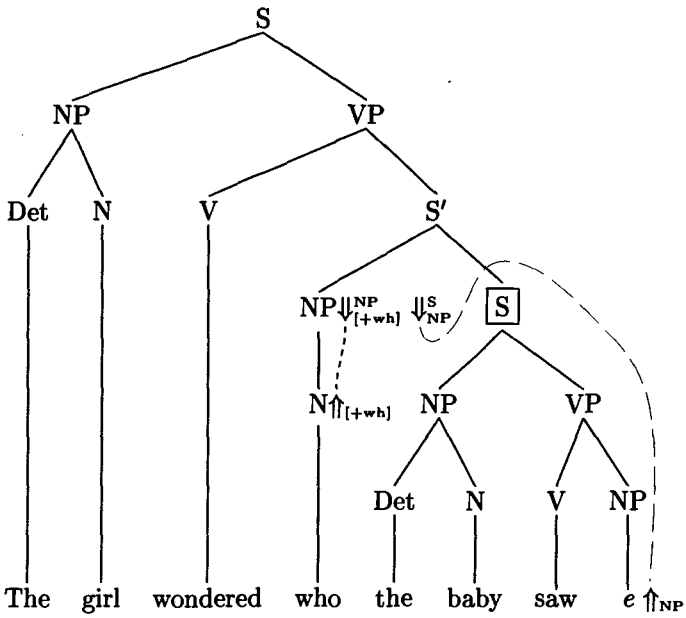 S
NP VP
Det N V S′
NP⇓NP[+wh] ⇓SNP S
N⇑[+wh] NP VP
Det N V NP
The girl wondered who the baby saw e ⇑NP